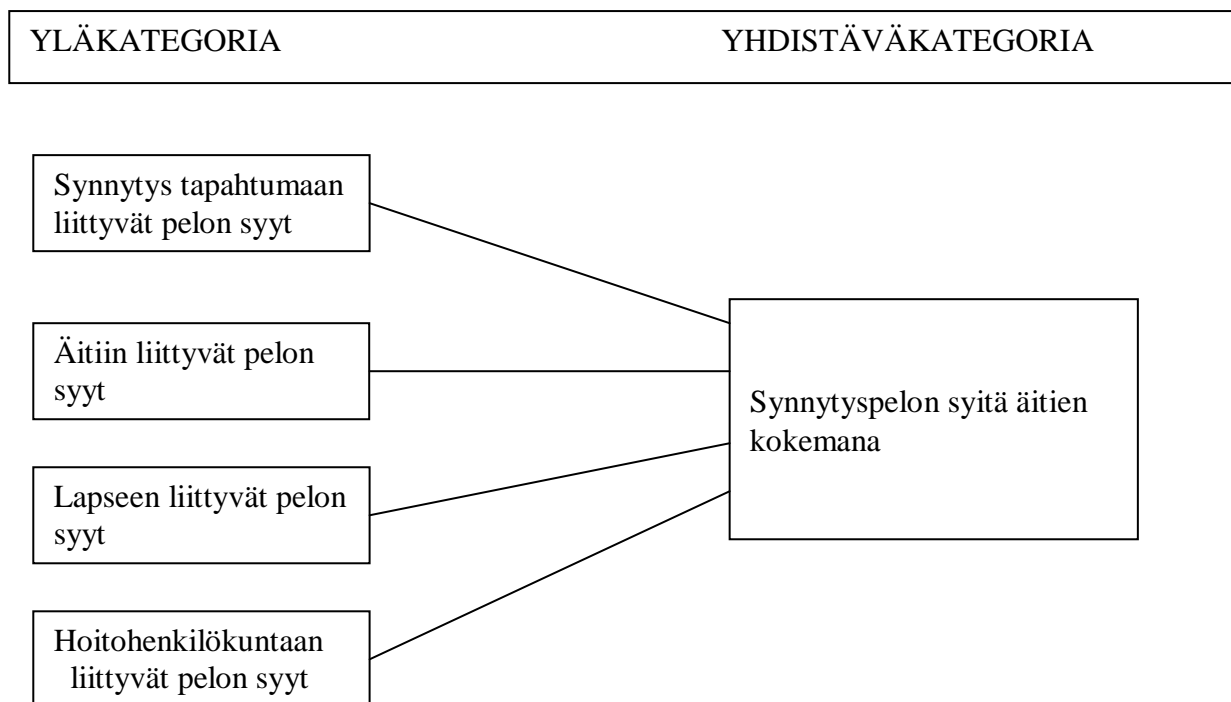 YLÄKATEGORIA YHDISTÄVÄKATEGORIA
Synnytys tapahtumaan
liittyvät pelon syyt
Äitiin liittyvät pelon
syyt
Lapseen liittyvät pelon
syyt
Hoitohenkilökuntaan
liittyvät pelon syyt
Synnytyspelon syitä äitien
kokemana